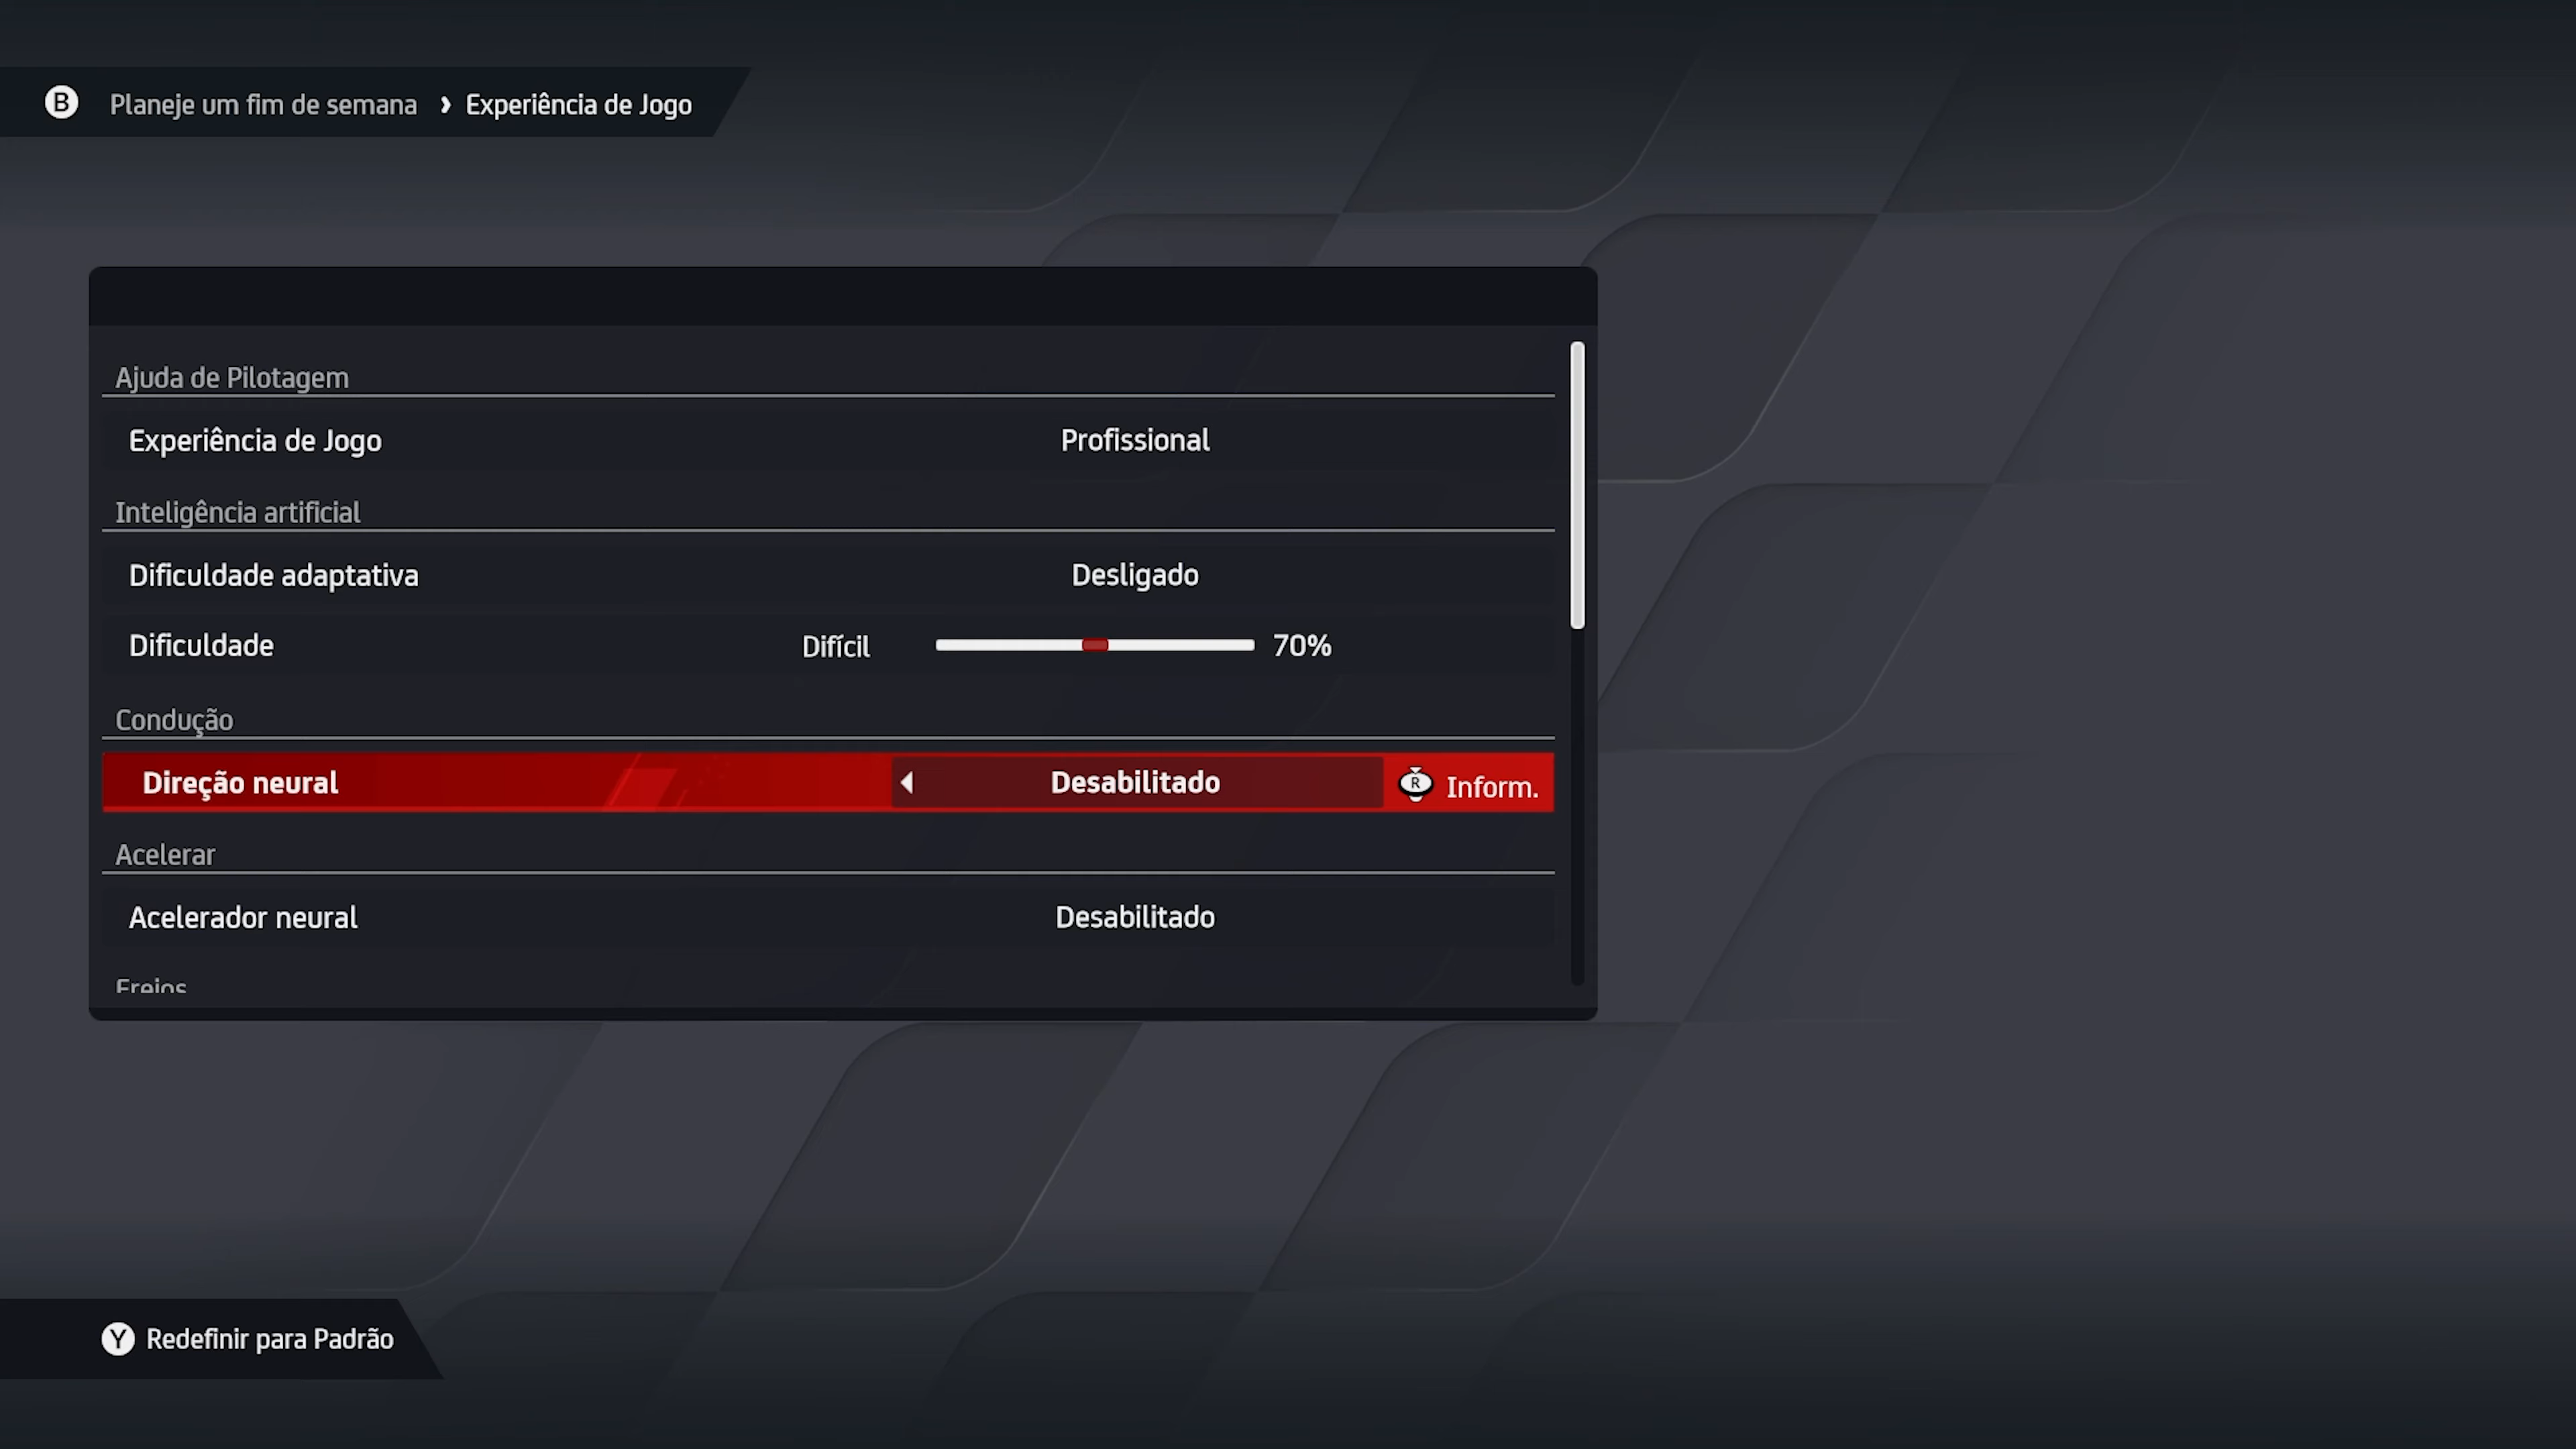 B Planeje um fim de semana › Experiência de Jogo
Ajuda de Pilotagem
Experiência de Jogo Profissional
Inteligência artificial
Dificuldade adaptativa Desligado
Dificuldade Difícil 70%
Condução
Direção neural Desabilitado R Inform.
Acelerar
Acelerador neural Desabilitado
Freios
Y Redefinir para Padrão